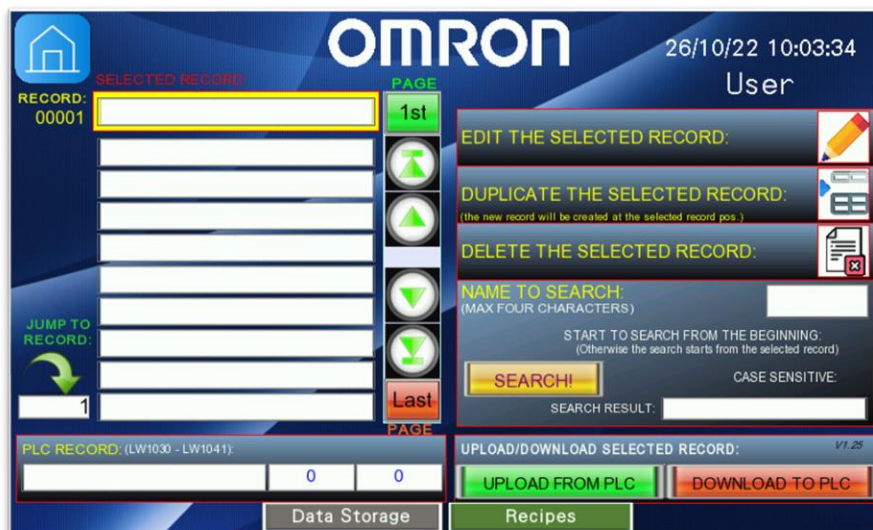 OMRON
26/10/22 10:03:34
User
SELECTED RECORD
RECORD:
00001
PAGE
1st
EDIT THE SELECTED RECORD:
DUPLICATE THE SELECTED RECORD:
(the new record will be created at the selected record pos.)
DELETE THE SELECTED RECORD:
NAME TO SEARCH:
(MAX FOUR CHARACTERS)
START TO SEARCH FROM THE BEGINNING:
(Otherwise the search starts from the selected record)
SEARCH!
CASE SENSITIVE:
SEARCH RESULT:
JUMP TO
RECORD:
1
Last
PAGE
PLC RECORD: (LW1030 - LW1041):
0
0
UPLOAD/DOWNLOAD SELECTED RECORD:
V1.25
UPLOAD FROM PLC
DOWNLOAD TO PLC
Data Storage
Recipes